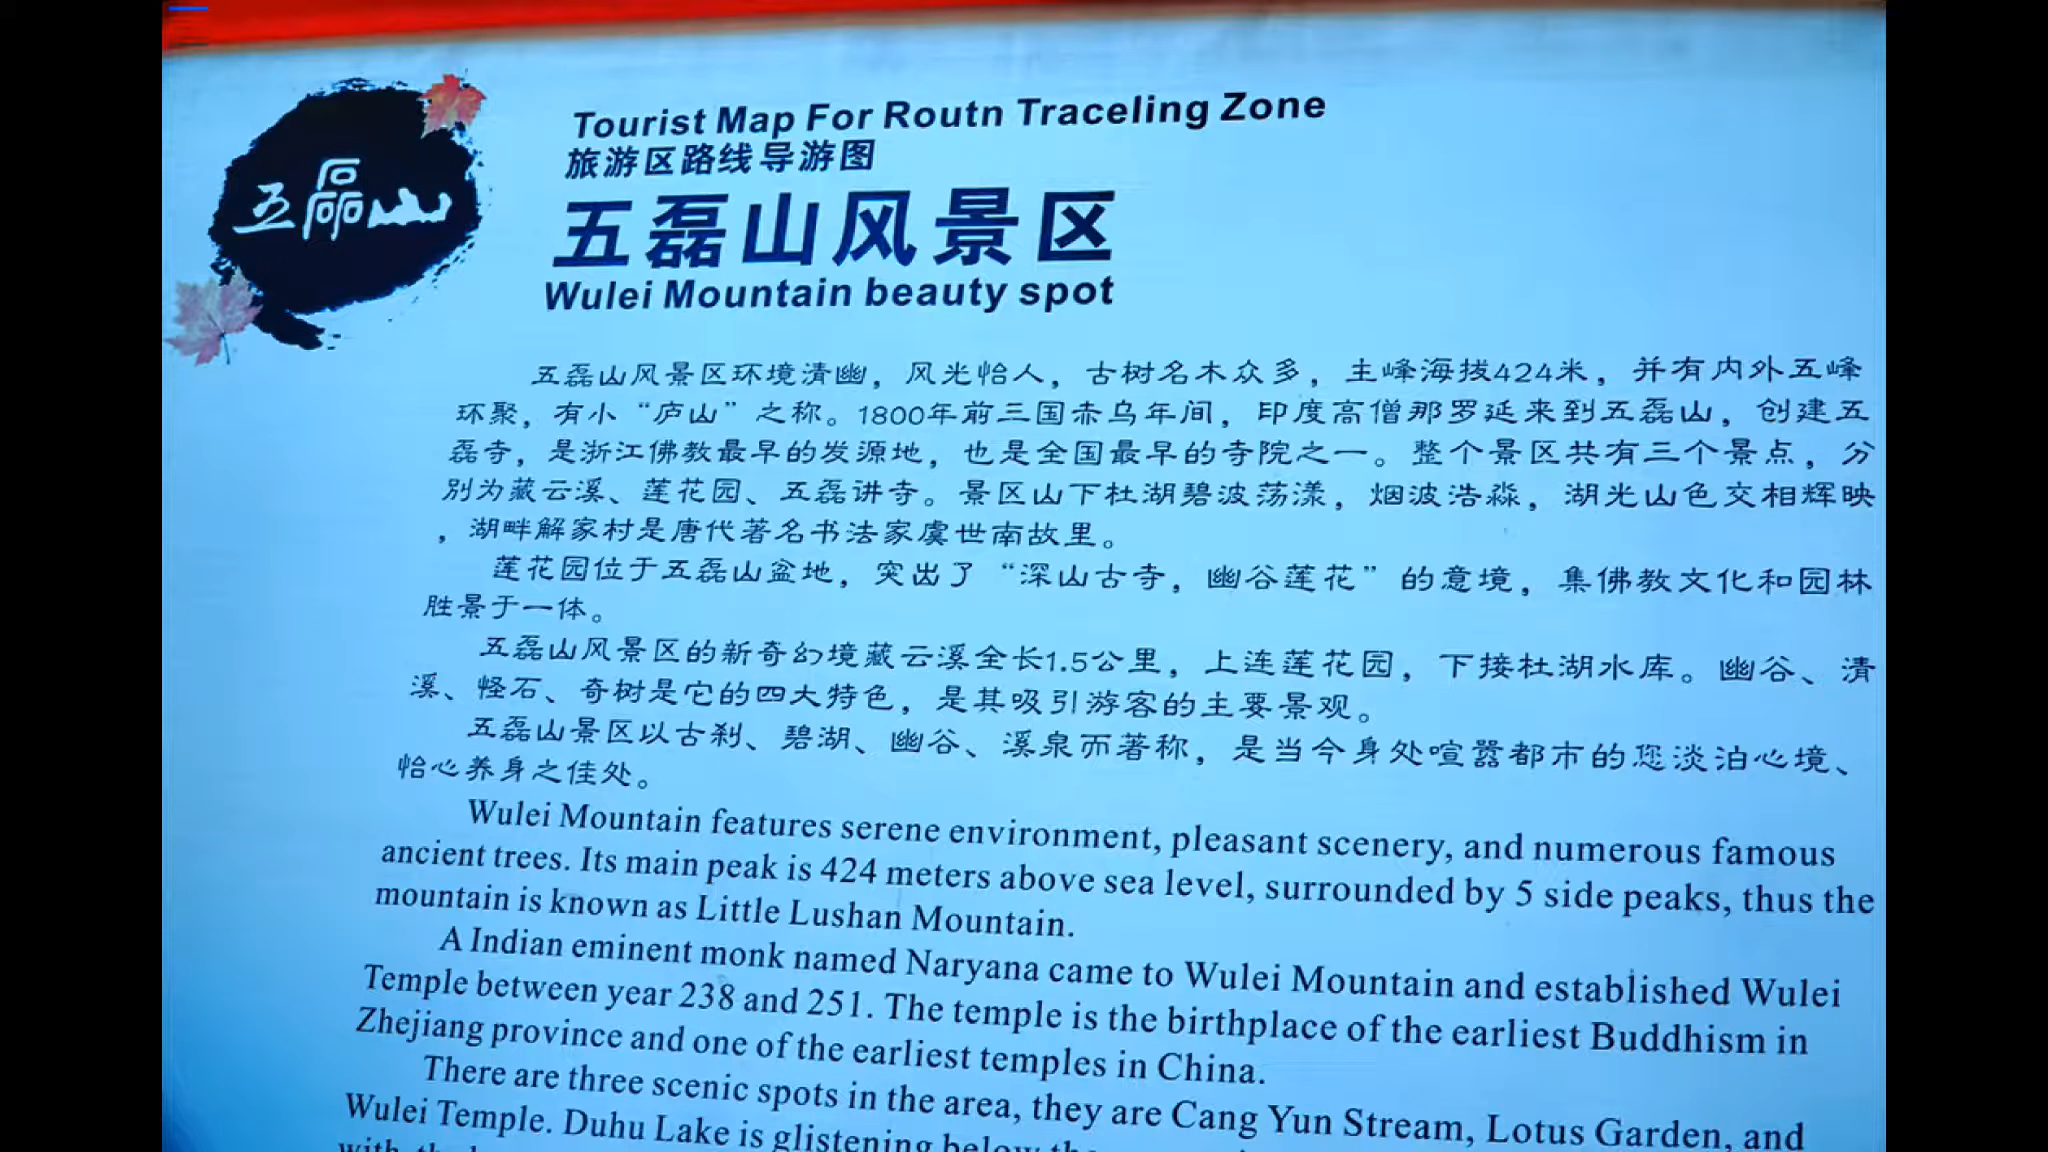 五磊山
Tourist Map For Routn Traceling Zone
旅游区路线导游图
五磊山风景区
Wulei Mountain beauty spot
五磊山风景区环境清幽，风光怡人，古树名木众多，主峰海拔424米，并有内外五峰
环聚，有小“庐山”之称。1800年前三国赤乌年间，印度高僧那罗延来到五磊山，创建五
磊寺，是浙江佛教最早的发源地，也是全国最早的寺院之一。整个景区共有三个景点，分
别为藏云溪、莲花园、五磊讲寺。景区山下杜湖碧波荡漾，烟波浩淼，湖光山色交相辉映
，湖畔解家村是唐代著名书法家虞世南故里。
莲花园位于五磊山盆地，突出了“深山古寺，幽谷莲花”的意境，集佛教文化和园林
胜景于一体。
五磊山风景区的新奇幻境藏云溪全长1.5公里，上连莲花园，下接杜湖水库。幽谷、清
溪、怪石、奇树是它的四大特色，是其吸引游客的主要景观。
五磊山景区以古刹、碧湖、幽谷、溪泉而著称，是当今身处喧嚣都市的您淡泊心境、
怡心养身之佳处。
Wulei Mountain features serene environment, pleasant scenery, and numerous famous
ancient trees. Its main peak is 424 meters above sea level, surrounded by 5 side peaks, thus the
mountain is known as Little Lushan Mountain.
A Indian eminent monk named Naryana came to Wulei Mountain and established Wulei
Temple between year 238 and 251. The temple is the birthplace of the earliest Buddhism in
Zhejiang province and one of the earliest temples in China.
There are three scenic spots in the area, they are Cang Yun Stream, Lotus Garden, and
Wulei Temple. Duhu Lake is glistening below